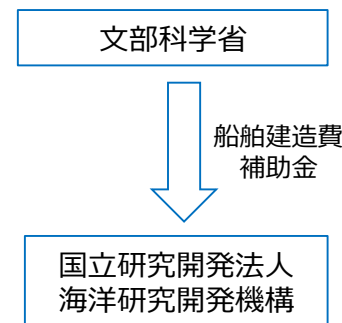 文部科学省
船舶建造費
補助金
国立研究開発法人
海洋研究開発機構